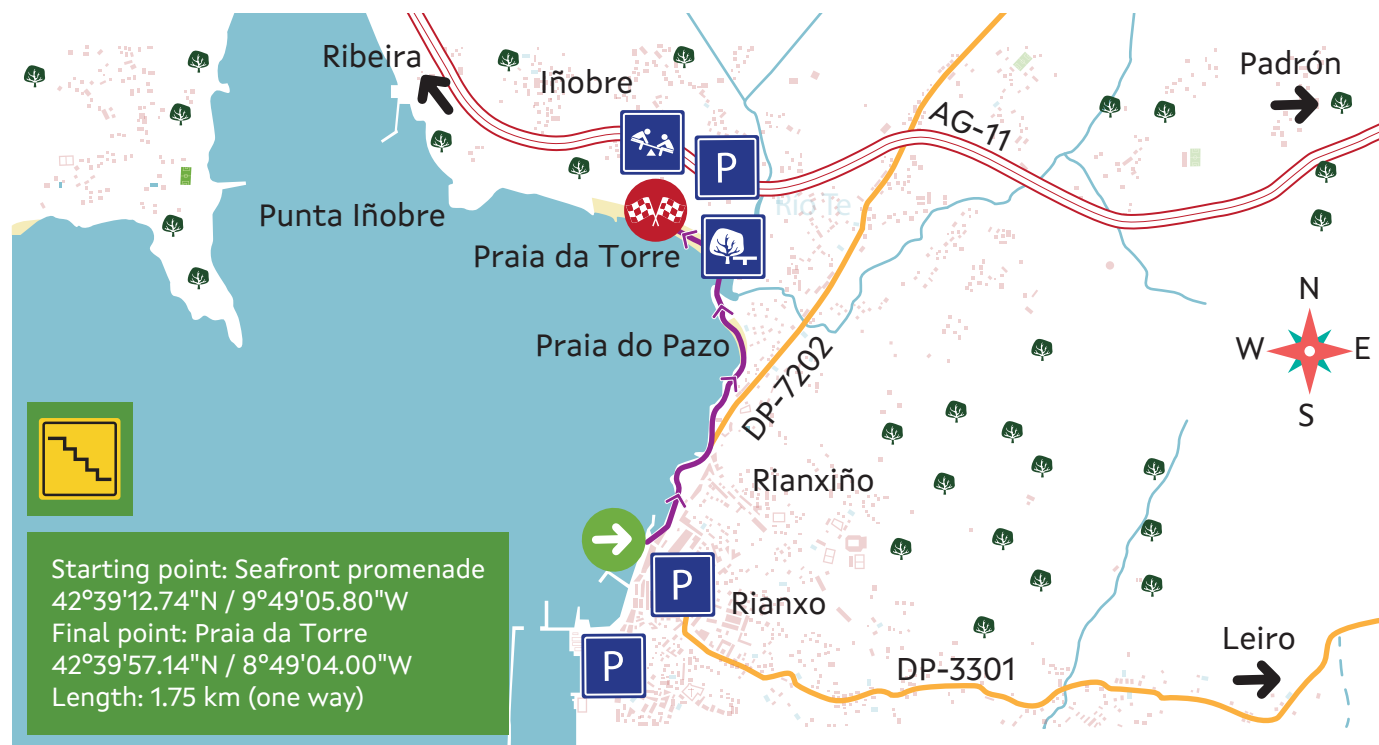 Ribeira
Iñobre
Padrón
AG-11
P
Punta Iñobre
Río Te
Praia da Torre
N
W
E
S
Praia do Pazo
DP-7202
Rianxiño
Starting point: Seafront promenade
42°39'12.74"N / 9°49'05.80"W
Final point: Praia da Torre
42°39'57.14"N / 8°49'04.00"W
Length: 1.75 km (one way)
P
Rianxo
P
Leiro
DP-3301